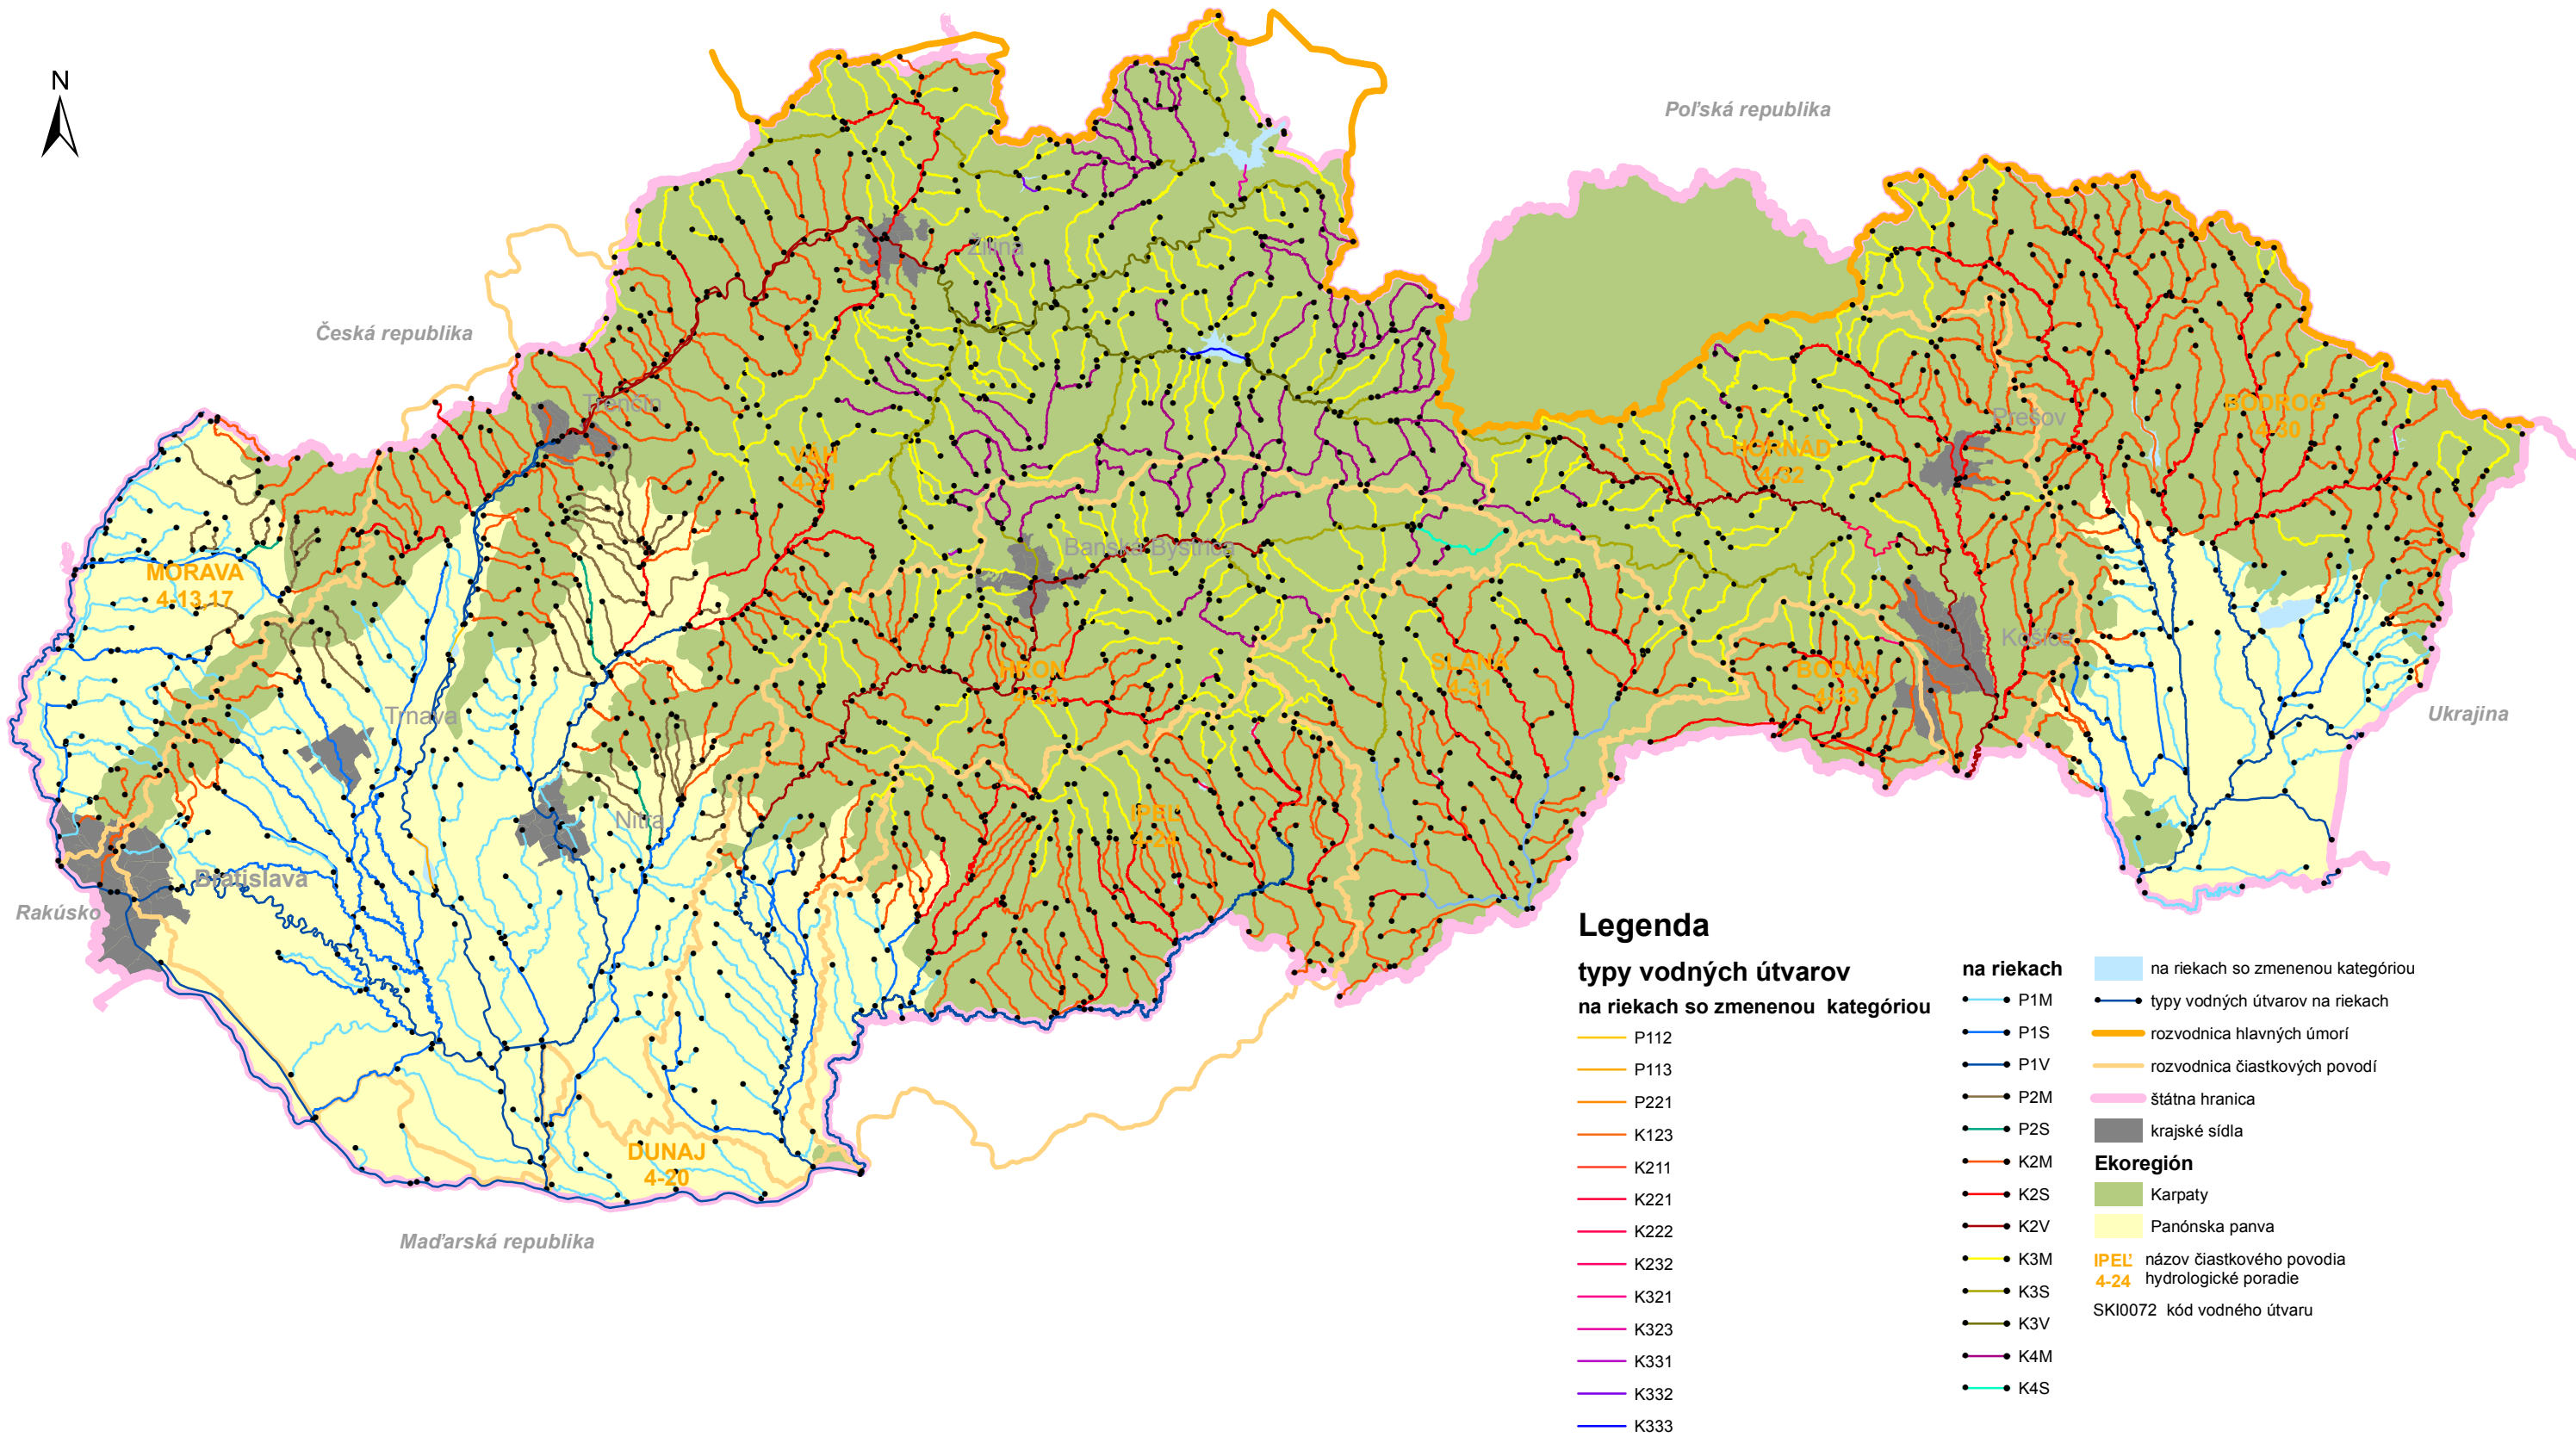 N
Poľská republika
Česká republika
Žilina
Trenčín
VÁH
4-21
HORNÁD
4-32
Prešov
BODROG
4-30
MORAVA
4-13,17
Banská Bystrica
Košice
HRON
4-23
SLANÁ
4-31
BODVA
4-33
Trnava
Ukrajina
Nitra
IPEĽ
4-24
Bratislava
Rakúsko
DUNAJ
4-20
Maďarská republika
Legenda
typy vodných útvarov
na riekach so zmenenou kategóriou
P112
P113
P221
K123
K211
K221
K222
K232
K321
K323
K331
K332
K333
na riekach
P1M
P1S
P1V
P2M
P2S
K2M
K2S
K2V
K3M
K3S
K3V
K4M
K4S
na riekach so zmenenou kategóriou
typy vodných útvarov na riekach
rozvodnica hlavných úmorí
rozvodnica čiastkových povodí
štátna hranica
krajské sídla
Ekoregión
Karpaty
Panónska panva
IPEĽ názov čiastkového povodia
4-24 hydrologické poradie
SKI0072 kód vodného útvaru